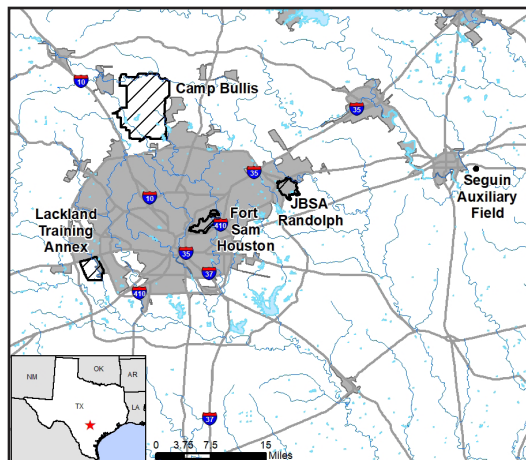 10
Camp Bullis
35
35
Seguin
Auxiliary
Field
JBSA
Randolph
10
Fort
Sam
Houston
410
Lackland
Training
Annex
35
37
410
NM
OK
AR
TX
LA
37
0 3.75 7.5 15
Miles